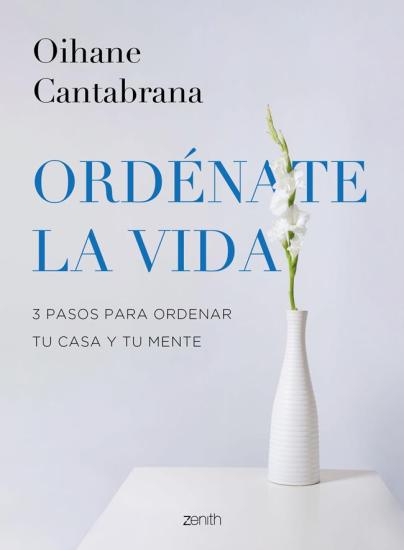 Oihane
Cantabrana
ORDÉNATE
LA VIDA
3 PASOS PARA ORDENAR
TU CASA Y TU MENTE
zenith